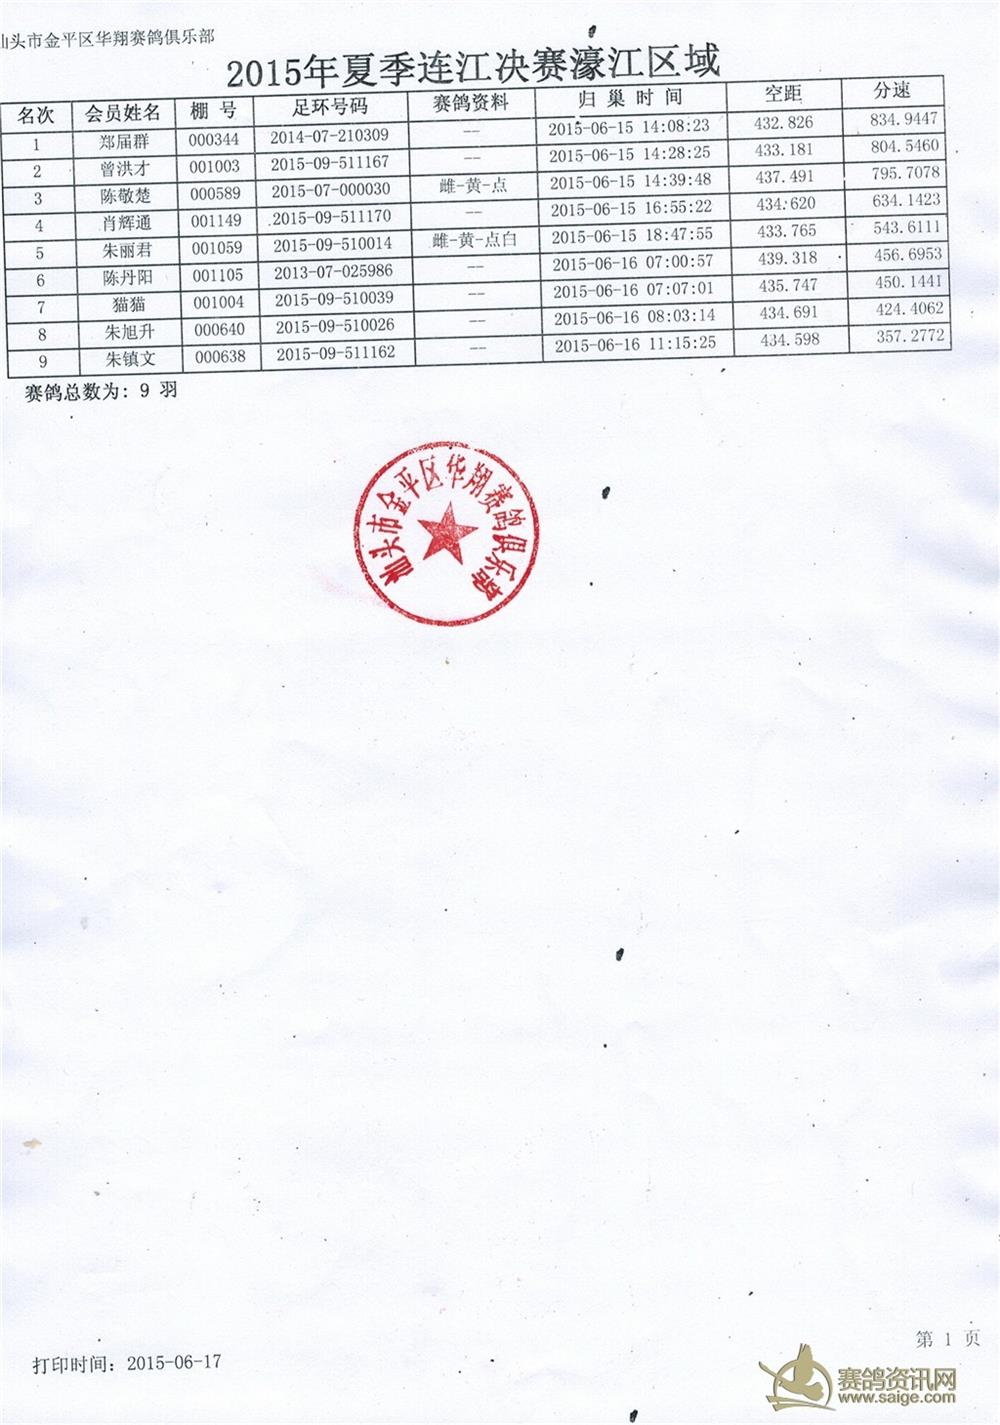 汕头市金平区华翔赛鸽俱乐部
2015年夏季连江决赛濠江区域
名次 会员姓名 棚 号 足环号码 赛鸽资料 归 巢 时 间 空距 分速
1 郑届群 000344 2014-07-210309 -- 2015-06-15 14:08:23 432.826 834.9447
2 曾洪才 001003 2015-09-511167 -- 2015-06-15 14:28:25 433.181 804.5460
3 陈敬楚 000589 2015-07-000030 雌-黄-点 2015-06-15 14:39:48 437.491 795.7078
4 肖辉通 001149 2015-09-511170 -- 2015-06-15 16:55:22 434.620 634.1423
5 朱丽君 001059 2015-09-510014 雌-黄-点白 2015-06-15 18:47:55 433.765 543.6111
6 陈丹阳 001105 2013-07-025986 -- 2015-06-16 07:00:57 439.318 456.6953
7 猫猫 001004 2015-09-510039 -- 2015-06-16 07:07:01 435.747 450.1441
8 朱旭升 000640 2015-09-510026 -- 2015-06-16 08:03:14 434.691 424.4062
9 朱镇文 000638 2015-09-511162 -- 2015-06-16 11:15:25 434.598 357.2772
赛鸽总数为: 9 羽
汕头市金平区华翔赛鸽俱乐部
第 1 页
打印时间: 2015-06-17
赛鸽资讯网
www.saige.com